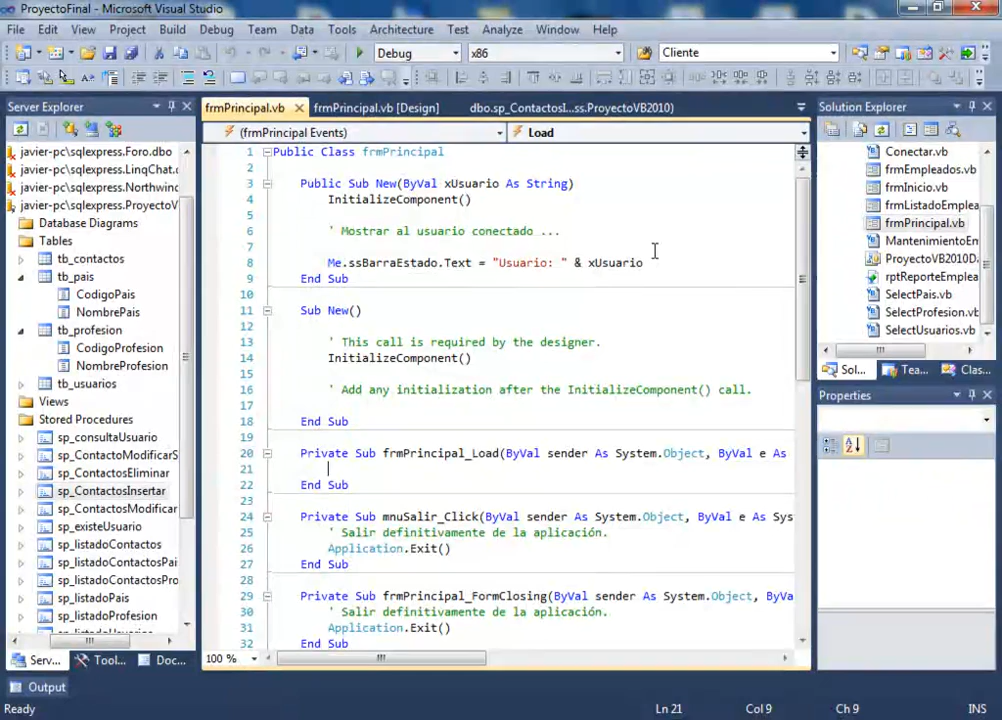 ProyectoFinal - Microsoft Visual Studio
File Edit View Project Build Debug Team Data Tools Architecture Test Analyze Window Help
Debug x86 Cliente
Server Explorer
javier-pc\sqlexpress.Foro.dbo
javier-pc\sqlexpress.LinqChat.d
javier-pc\sqlexpress.Northwin
javier-pc\sqlexpress.ProyectoV
Database Diagrams
Tables
tb_contactos
tb_pais
CodigoPais
NombrePais
tb_profesion
CodigoProfesion
NombreProfesion
tb_usuarios
Views
Stored Procedures
sp_consultaUsuario
sp_ContactoModificarS
sp_ContactosEliminar
sp_ContactosInsertar
sp_ContactosModificar
sp_existeUsuario
sp_listadoContactos
sp_listadoContactosPai
sp_listadoContactosPro
sp_listadoPais
sp_listadoProfesion
sp_listadoUsuarios
Serv... Tool... Doc...
frmPrincipal.vb frmPrincipal.vb [Design] dbo.sp_ContactosI...ss.ProyectoVB2010)
(frmPrincipal Events) Load
1 Public Class frmPrincipal
2
3 Public Sub New(ByVal xUsuario As String)
4 InitializeComponent()
5
6 ' Mostrar al usuario conectado ...
7
8 Me.ssBarraEstado.Text = "Usuario: " & xUsuario
9 End Sub
10
11 Sub New()
12
13 ' This call is required by the designer.
14 InitializeComponent()
15
16 ' Add any initialization after the InitializeComponent() call.
17
18 End Sub
19
20 Private Sub frmPrincipal_Load(ByVal sender As System.Object, ByVal e As
21
22 End Sub
23
24 Private Sub mnuSalir_Click(ByVal sender As System.Object, ByVal e As Sys
25 ' Salir definitivamente de la aplicación.
26 Application.Exit()
27 End Sub
28
29 Private Sub frmPrincipal_FormClosing(ByVal sender As System.Object, ByVa
30 ' Salir definitivamente de la aplicación.
31 Application.Exit()
32 End Sub
100 %
Solution Explorer
Conectar.vb
frmEmpleados.vb
frmInicio.vb
frmListadoEmplea
frmPrincipal.vb
MantenimientoEm
ProyectoVB2010D
rptReporteEmplea
SelectPais.vb
SelectProfesion.vb
SelectUsuarios.vb
Sol... Tea... Clas...
Properties
Output
Ready Ln 21 Col 9 Ch 9 INS